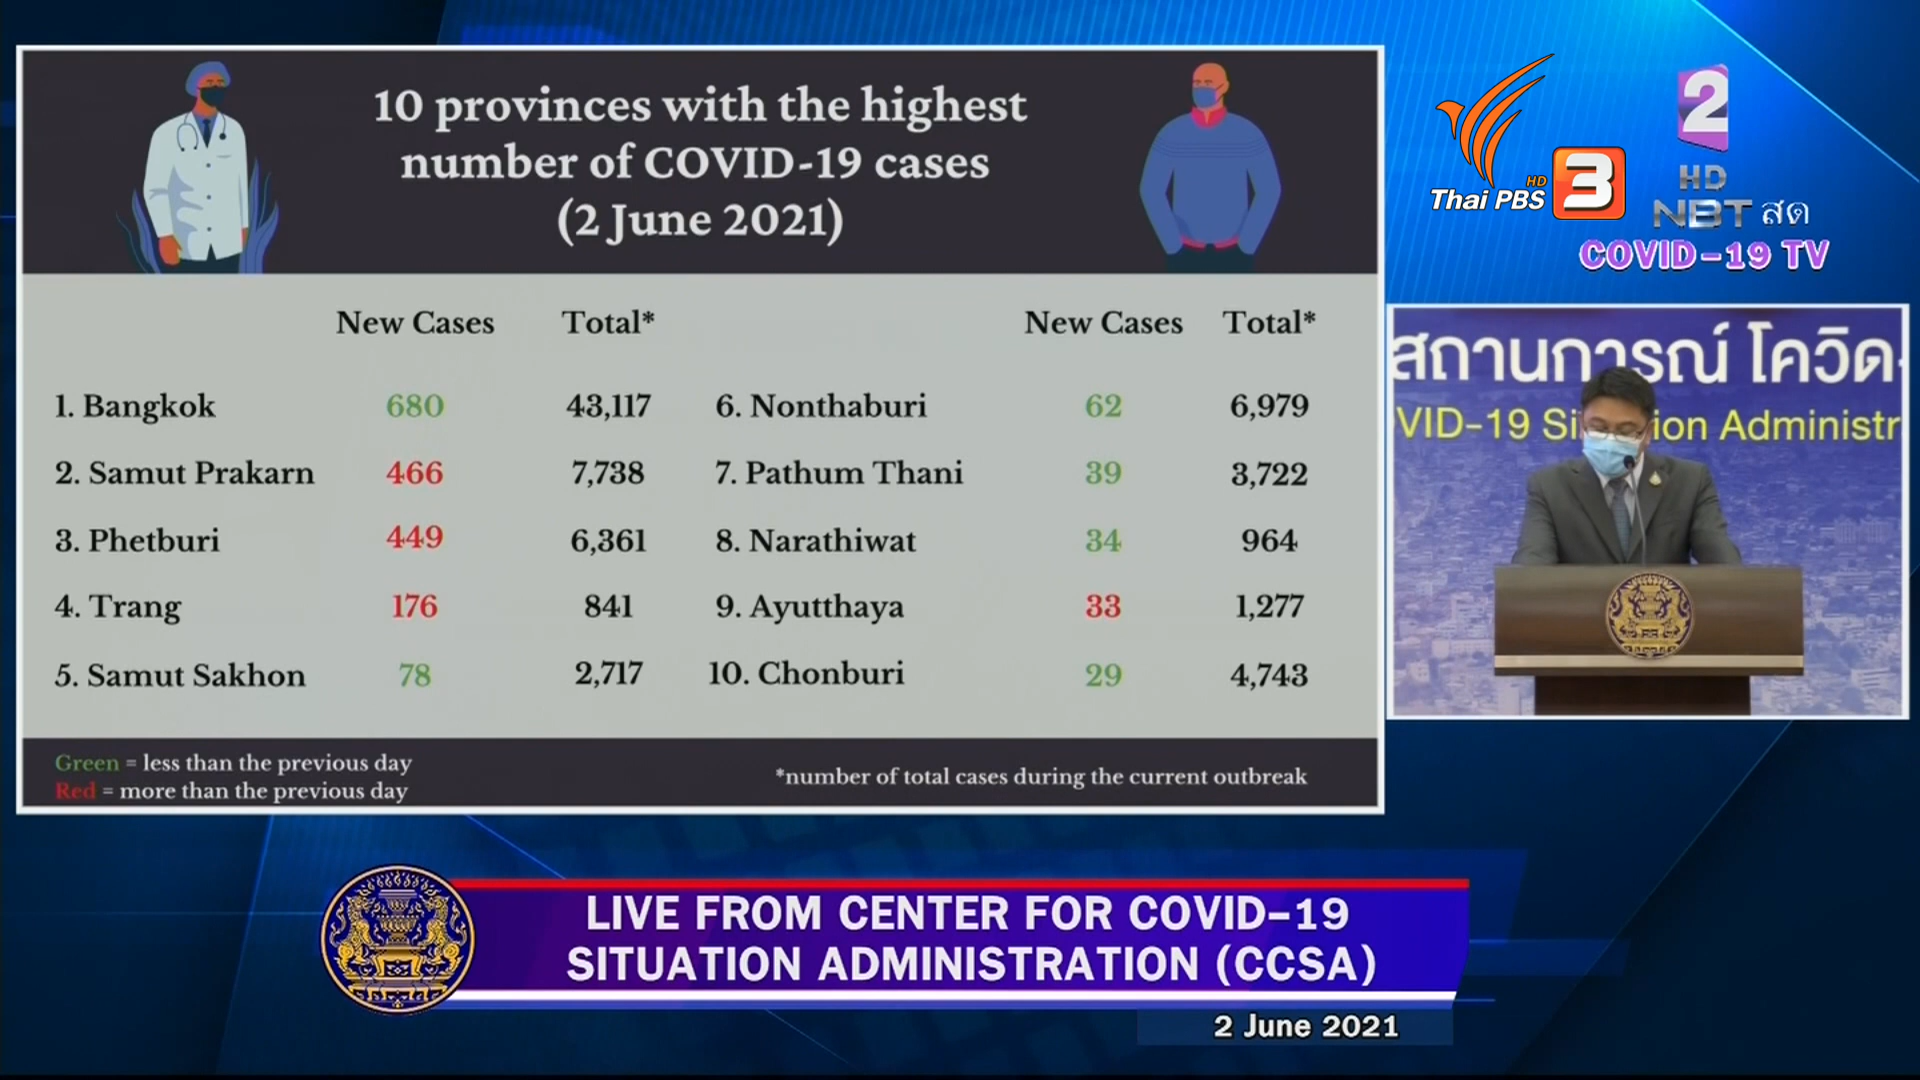 10 provinces with the highest
number of COVID-19 cases
(2 June 2021)
New Cases Total* New Cases Total*
1. Bangkok 680 43,117 6. Nonthaburi 62 6,979
2. Samut Prakarn 466 7,738 7. Pathum Thani 39 3,722
3. Phetburi 449 6,361 8. Narathiwat 34 964
4. Trang 176 841 9. Ayutthaya 33 1,277
5. Samut Sakhon 78 2,717 10. Chonburi 29 4,743
Green = less than the previous day
Red = more than the previous day
*number of total cases during the current outbreak
Thai PBS HD 3
2
HD
NBT สด
COVID-19 TV
สถานการณ์ โควิด-
VID-19 Si ion Administr
LIVE FROM CENTER FOR COVID-19
SITUATION ADMINISTRATION (CCSA)
2 June 2021